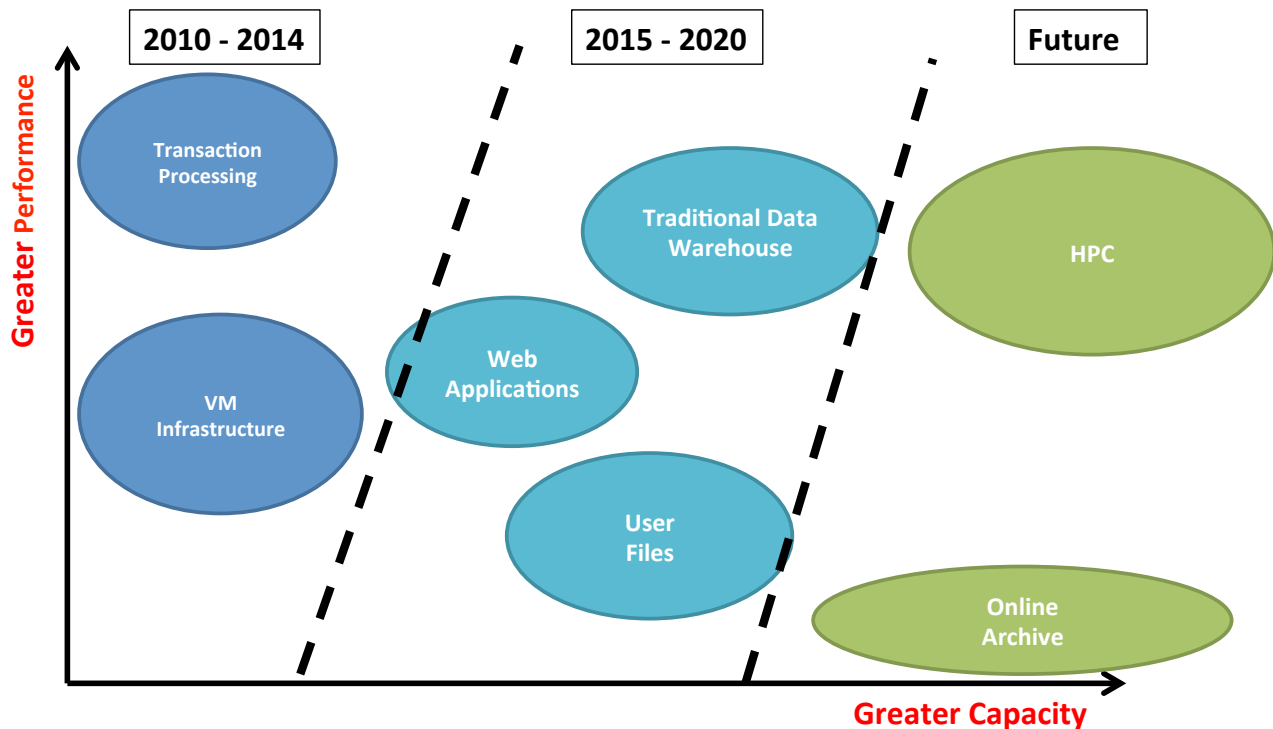 2010 - 2014
2015 - 2020
Future
Greater Performance
Transaction
Processing
Traditional Data
Warehouse
HPC
Web
Applications
VM
Infrastructure
User
Files
Online
Archive
Greater Capacity